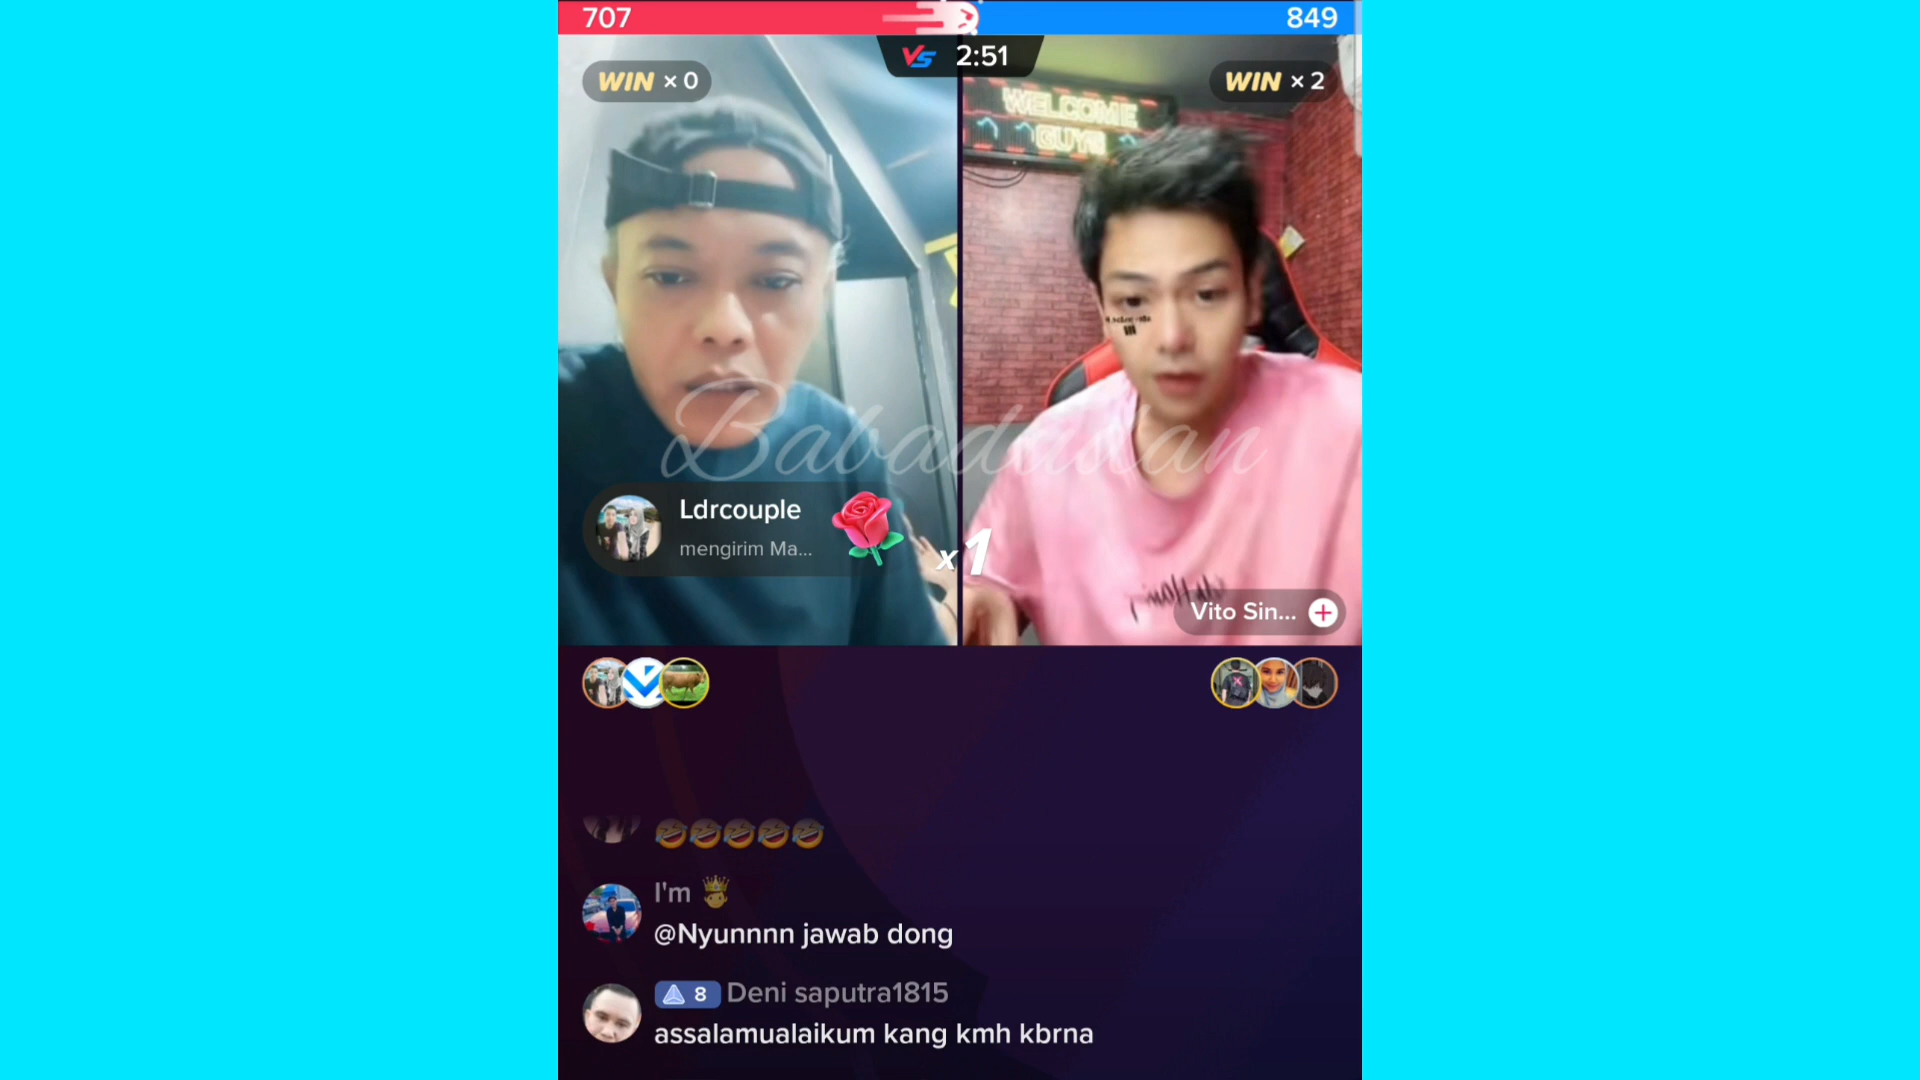 707
849
VS 2:51
WIN × 0
WIN × 2
WELCOME
GUYS
Ldrcouple
mengirim Ma...
x1
Vito Sin...
I'm
@Nyunnnn jawab dong
8 Deni saputra1815
assalamualaikum kang kmh kbrna